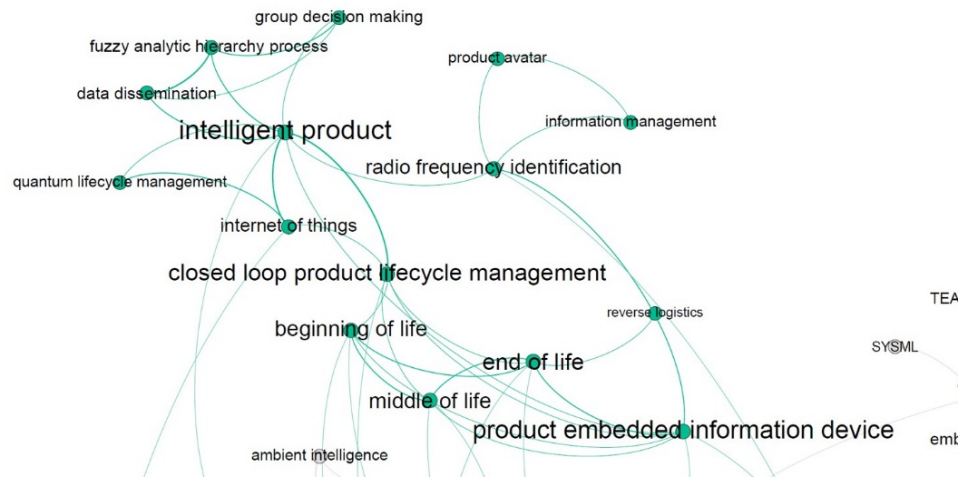 group decision making
fuzzy analytic hierarchy process
product avatar
data dissemination
information management
intelligent product
radio frequency identification
quantum lifecycle management
internet of things
closed loop product lifecycle management
TEA
reverse logistics
beginning of life
SYSML
end of life
middle of life
product embedded information device
emb
ambient intelligence